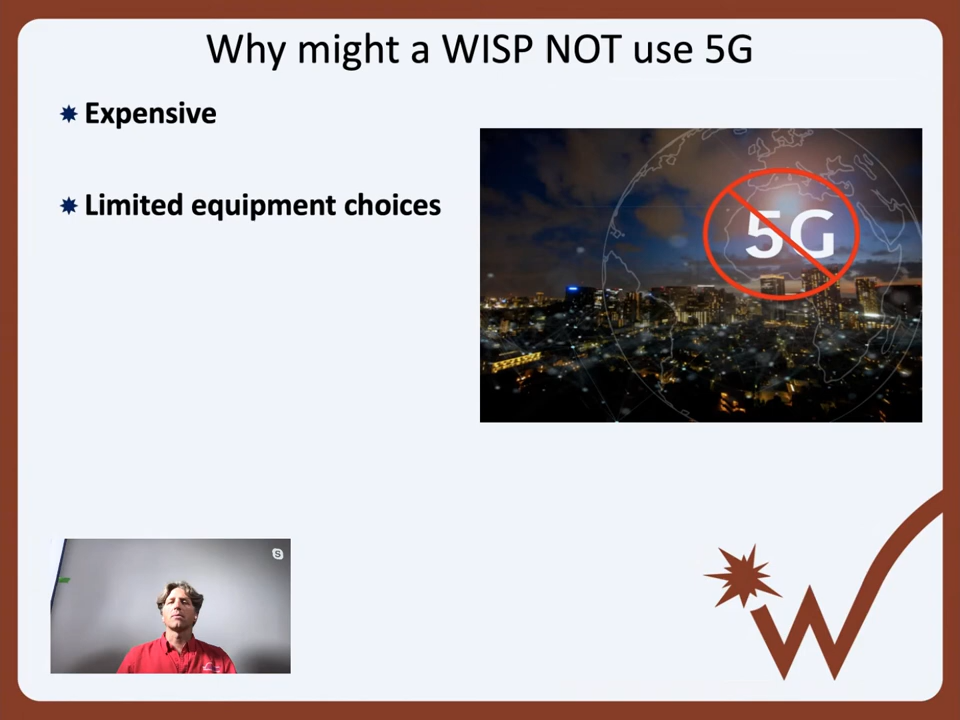 Why might a WISP NOT use 5G
Expensive
Limited equipment choices
5G